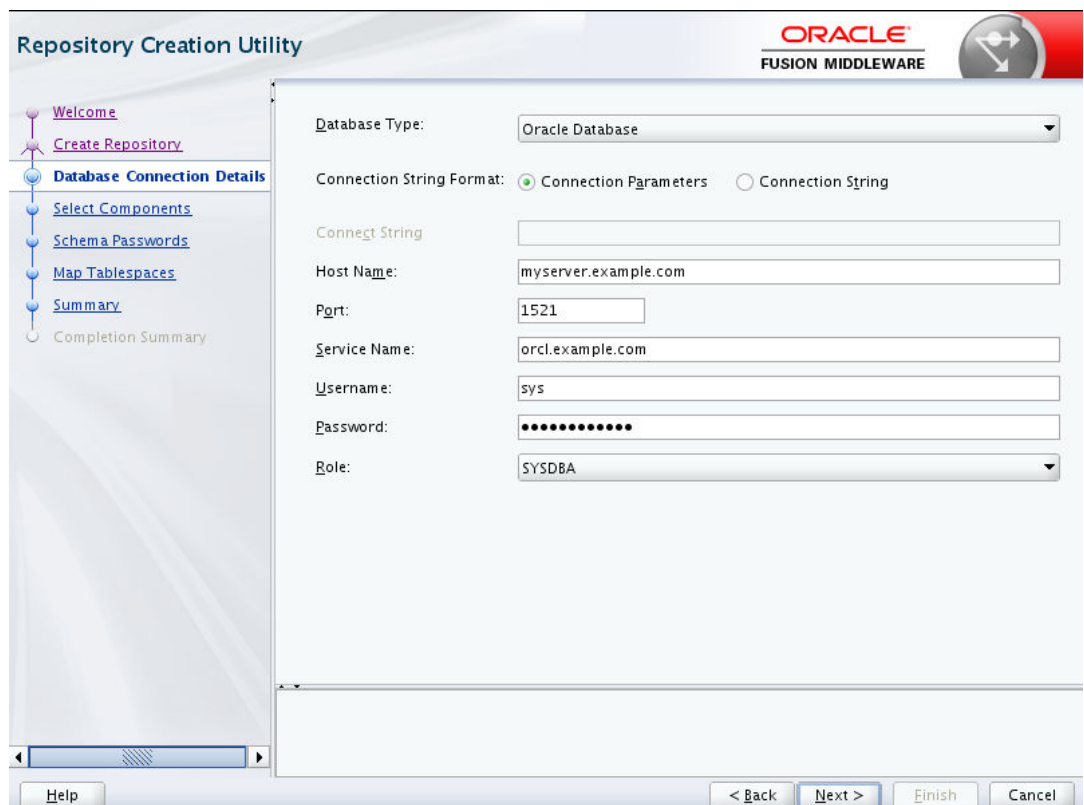 Repository Creation Utility
ORACLE
FUSION MIDDLEWARE
Welcome
Create Repository
Database Connection Details
Select Components
Schema Passwords
Map Tablespaces
Summary
Completion Summary
Database Type: Oracle Database
Connection String Format: Connection Parameters Connection String
Connect String
Host Name: myserver.example.com
Port: 1521
Service Name: orcl.example.com
Username: sys
Password: ••••••••••••
Role: SYSDBA
Help < Back Next > Finish Cancel